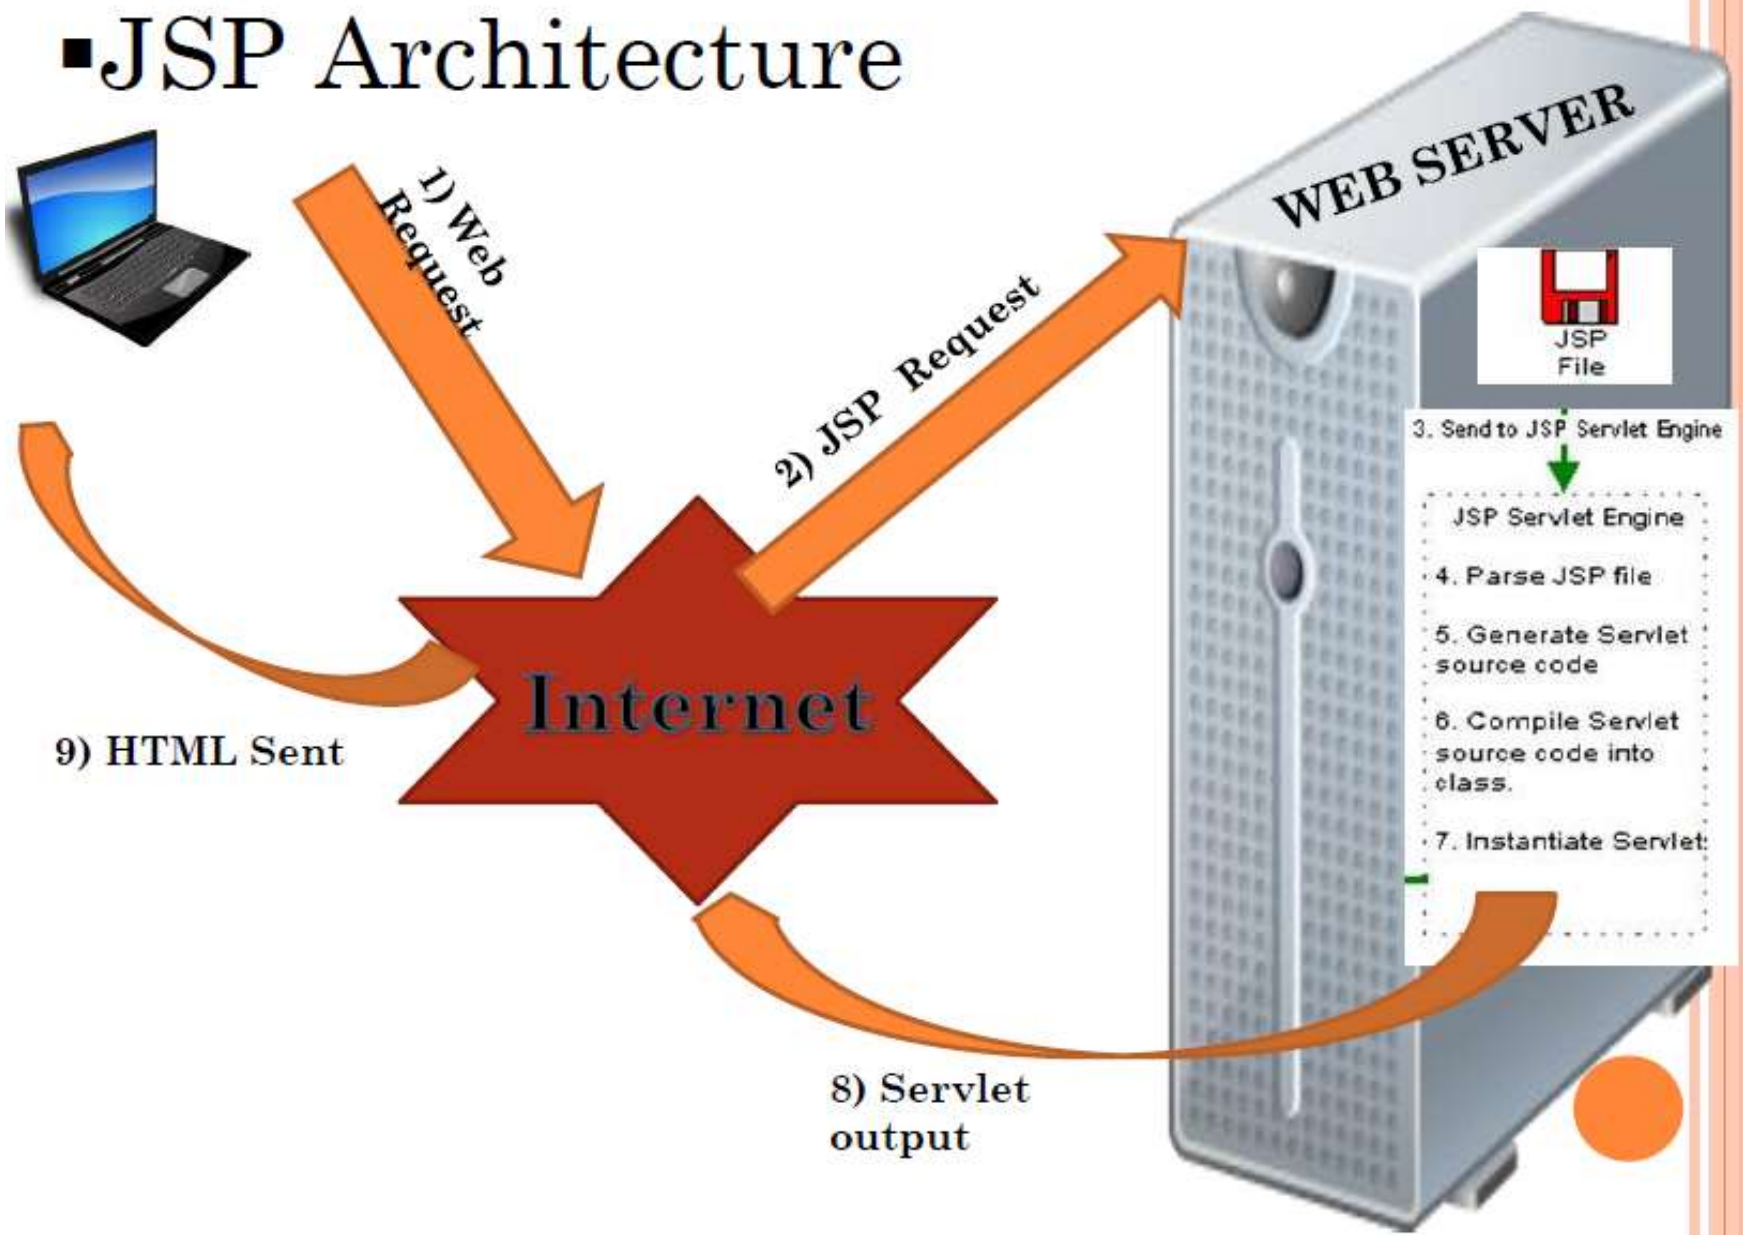 ▪JSP Architecture
1) Web
Request
2) JSP Request
WEB SERVER
JSP
File
3. Send to JSP Servlet Engine
JSP Servlet Engine
4. Parse JSP file
5. Generate Servlet
source code
6. Compile Servlet
source code into
class.
7. Instantiate Servlet
Internet
8) Servlet
output
9) HTML Sent